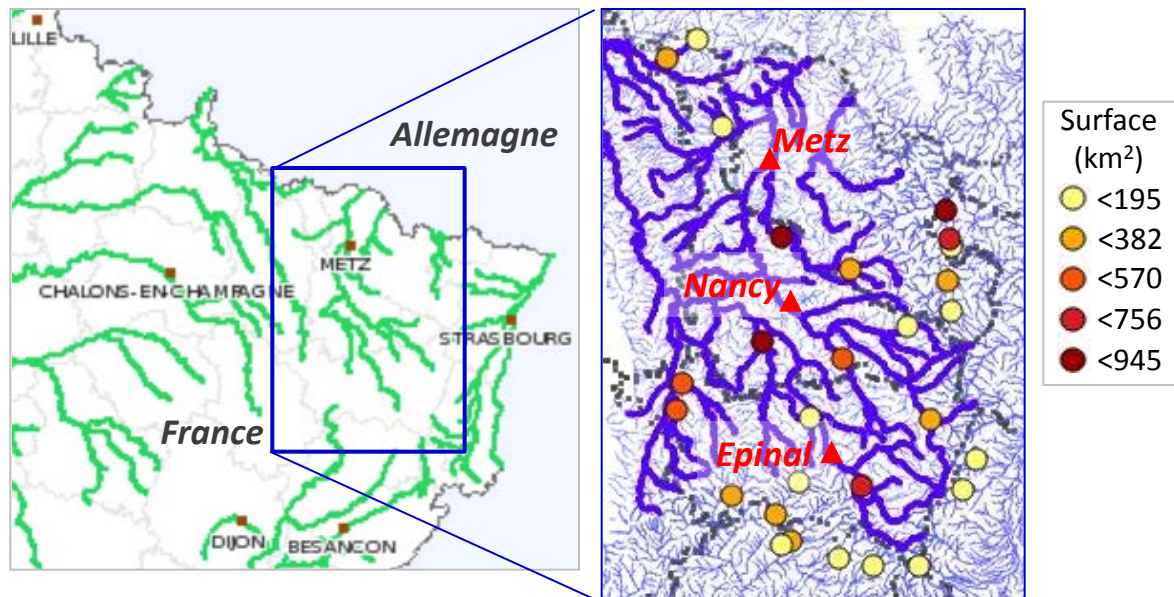 LILLE
Allemagne
METZ
CHALONS-EN-CHAMPAGNE
STRASBOURG
France
DIJON
BESANCON
Metz
Nancy
Epinal
Surface
(km²)
<195
<382
<570
<756
<945